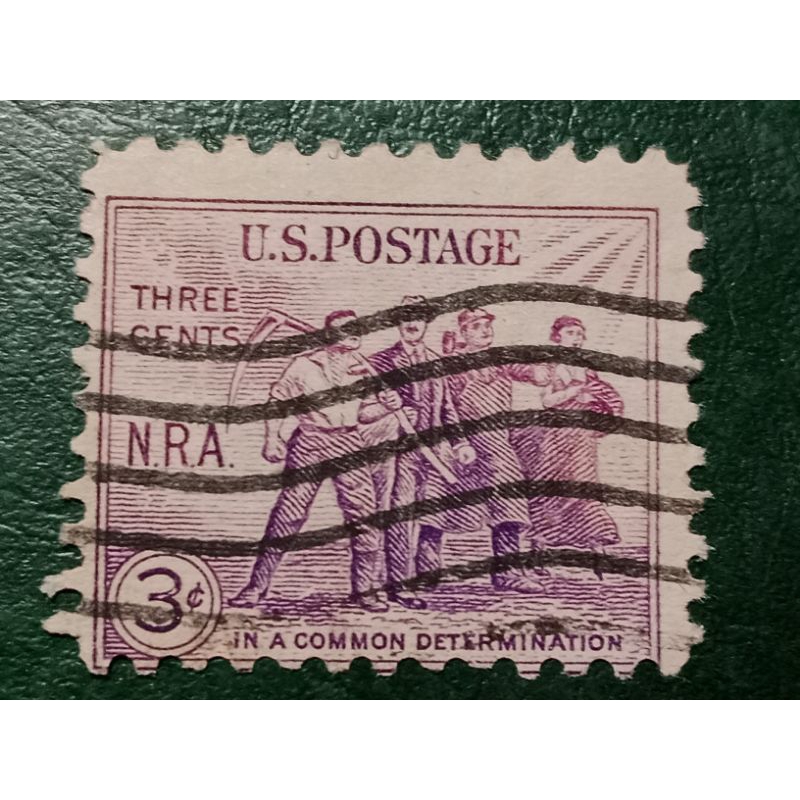 U.S.POSTAGE
THREE
CENTS
N.R.A.
3¢
IN A COMMON DETERMINATION